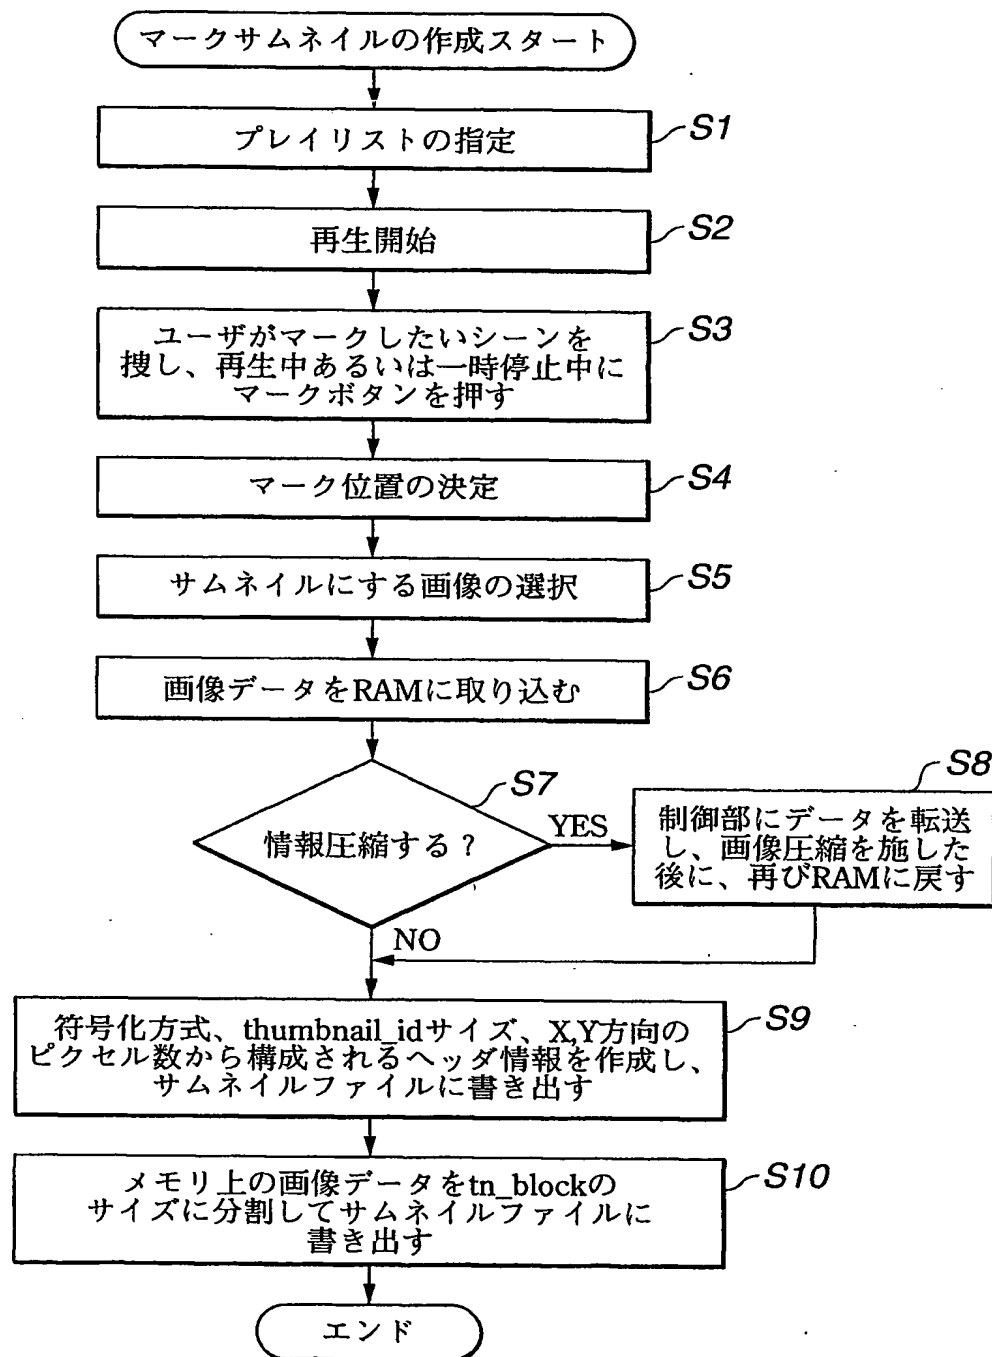 マークサムネイルの作成スタート
プレイリストの指定
S1
再生開始
S2
ユーザがマークしたいシーンを
捜し、再生中あるいは一時停止中に
マークボタンを押す
S3
マーク位置の決定
S4
サムネイルにする画像の選択
S5
画像データをRAMに取り込む
S6
情報圧縮する?
S7
YES
制御部にデータを転送
し、画像圧縮を施した
後に、再びRAMに戻す
S8
NO
符号化方式、thumbnail_idサイズ、X,Y方向の
ピクセル数から構成されるヘッダ情報を作成し、
サムネイルファイルに書き出す
S9
メモリ上の画像データをtn_blockの
サイズに分割してサムネイルファイルに
書き出す
S10
エンド